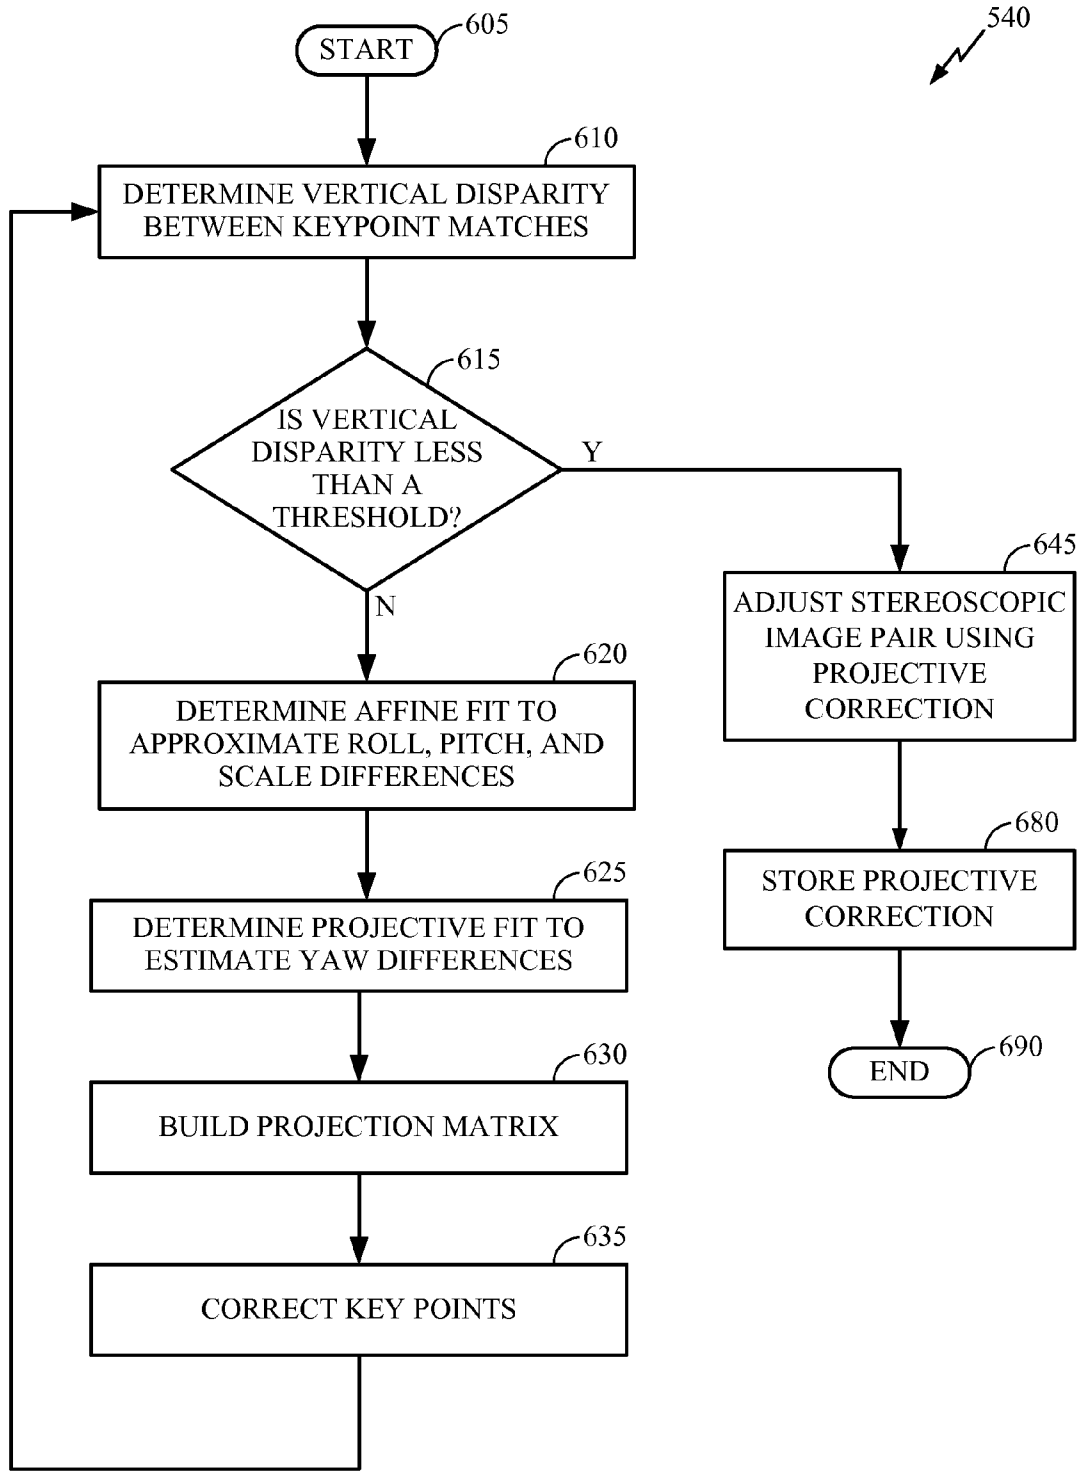 540
START
605
610
DETERMINE VERTICAL DISPARITY
BETWEEN KEYPOINT MATCHES
615
IS VERTICAL
DISPARITY LESS
THAN A
THRESHOLD?
Y
N
620
DETERMINE AFFINE FIT TO
APPROXIMATE ROLL, PITCH, AND
SCALE DIFFERENCES
625
DETERMINE PROJECTIVE FIT TO
ESTIMATE YAW DIFFERENCES
630
BUILD PROJECTION MATRIX
635
CORRECT KEY POINTS
645
ADJUST STEREOSCOPIC
IMAGE PAIR USING
PROJECTIVE
CORRECTION
680
STORE PROJECTIVE
CORRECTION
690
END